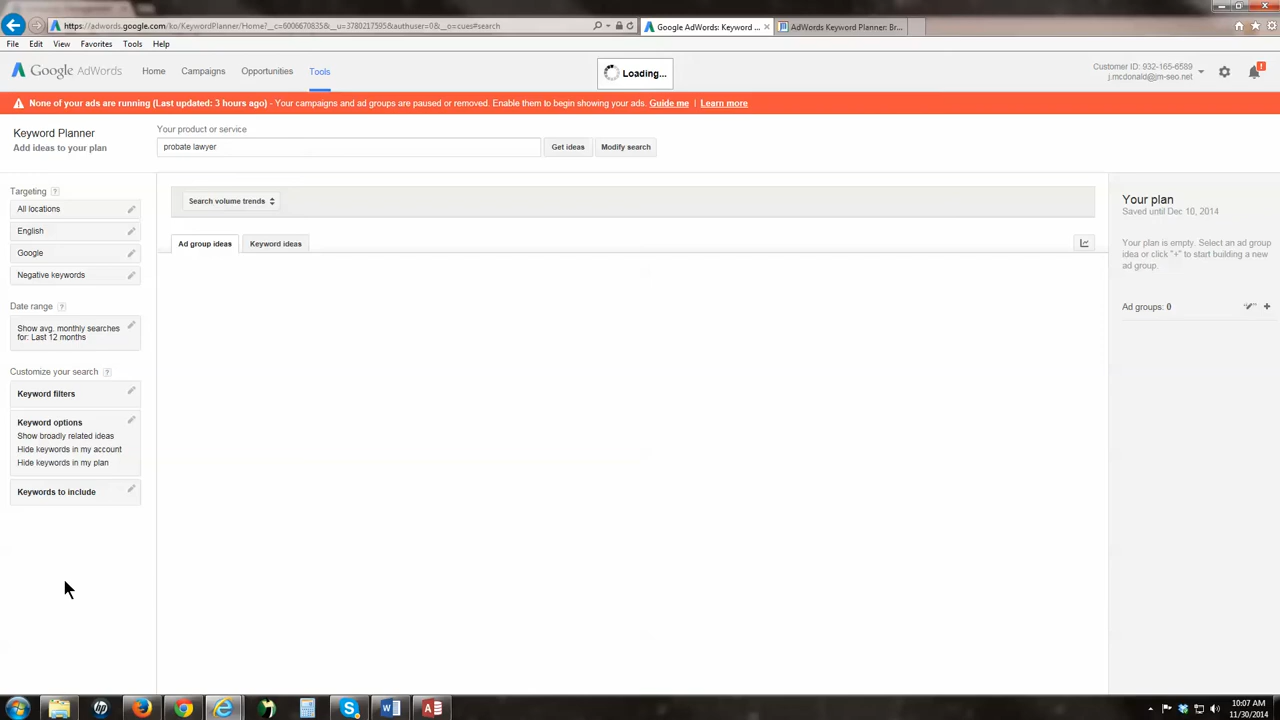 https://adwords.google.com/ko/KeywordPlanner/Home?__c=6006670835&__u=3780217595&authuser=0&__o=cues#search
Google AdWords: Keyword ...
AdWords Keyword Planner: Br...
File Edit View Favorites Tools Help
Google AdWords
Home Campaigns Opportunities Tools
Loading...
Customer ID: 932-165-6589
j.mcdonald@jm-seo.net
None of your ads are running (Last updated: 3 hours ago) - Your campaigns and ad groups are paused or removed. Enable them to begin showing your ads. Guide me Learn more
Keyword Planner
Add ideas to your plan
Your product or service
probate lawyer
Get ideas
Modify search
Targeting ?
All locations
English
Google
Negative keywords
Date range ?
Show avg. monthly searches
for: Last 12 months
Customize your search ?
Keyword filters
Keyword options
Show broadly related ideas
Hide keywords in my account
Hide keywords in my plan
Keywords to include
Search volume trends
Ad group ideas
Keyword ideas
Your plan
Saved until Dec 10, 2014
Your plan is empty. Select an ad group
idea or click "+" to start building a new
ad group.
Ad groups: 0
10:07 AM
11/30/2014